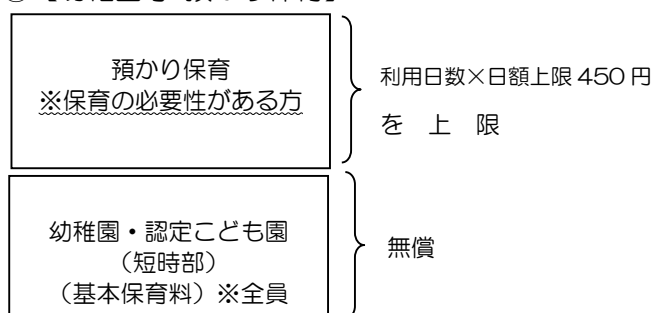 預かり保育
※保育の必要性がある方
利用日数×日額上限 450 円
を 上 限
幼稚園・認定こども園
（短時部）
（基本保育料）※全員
無償